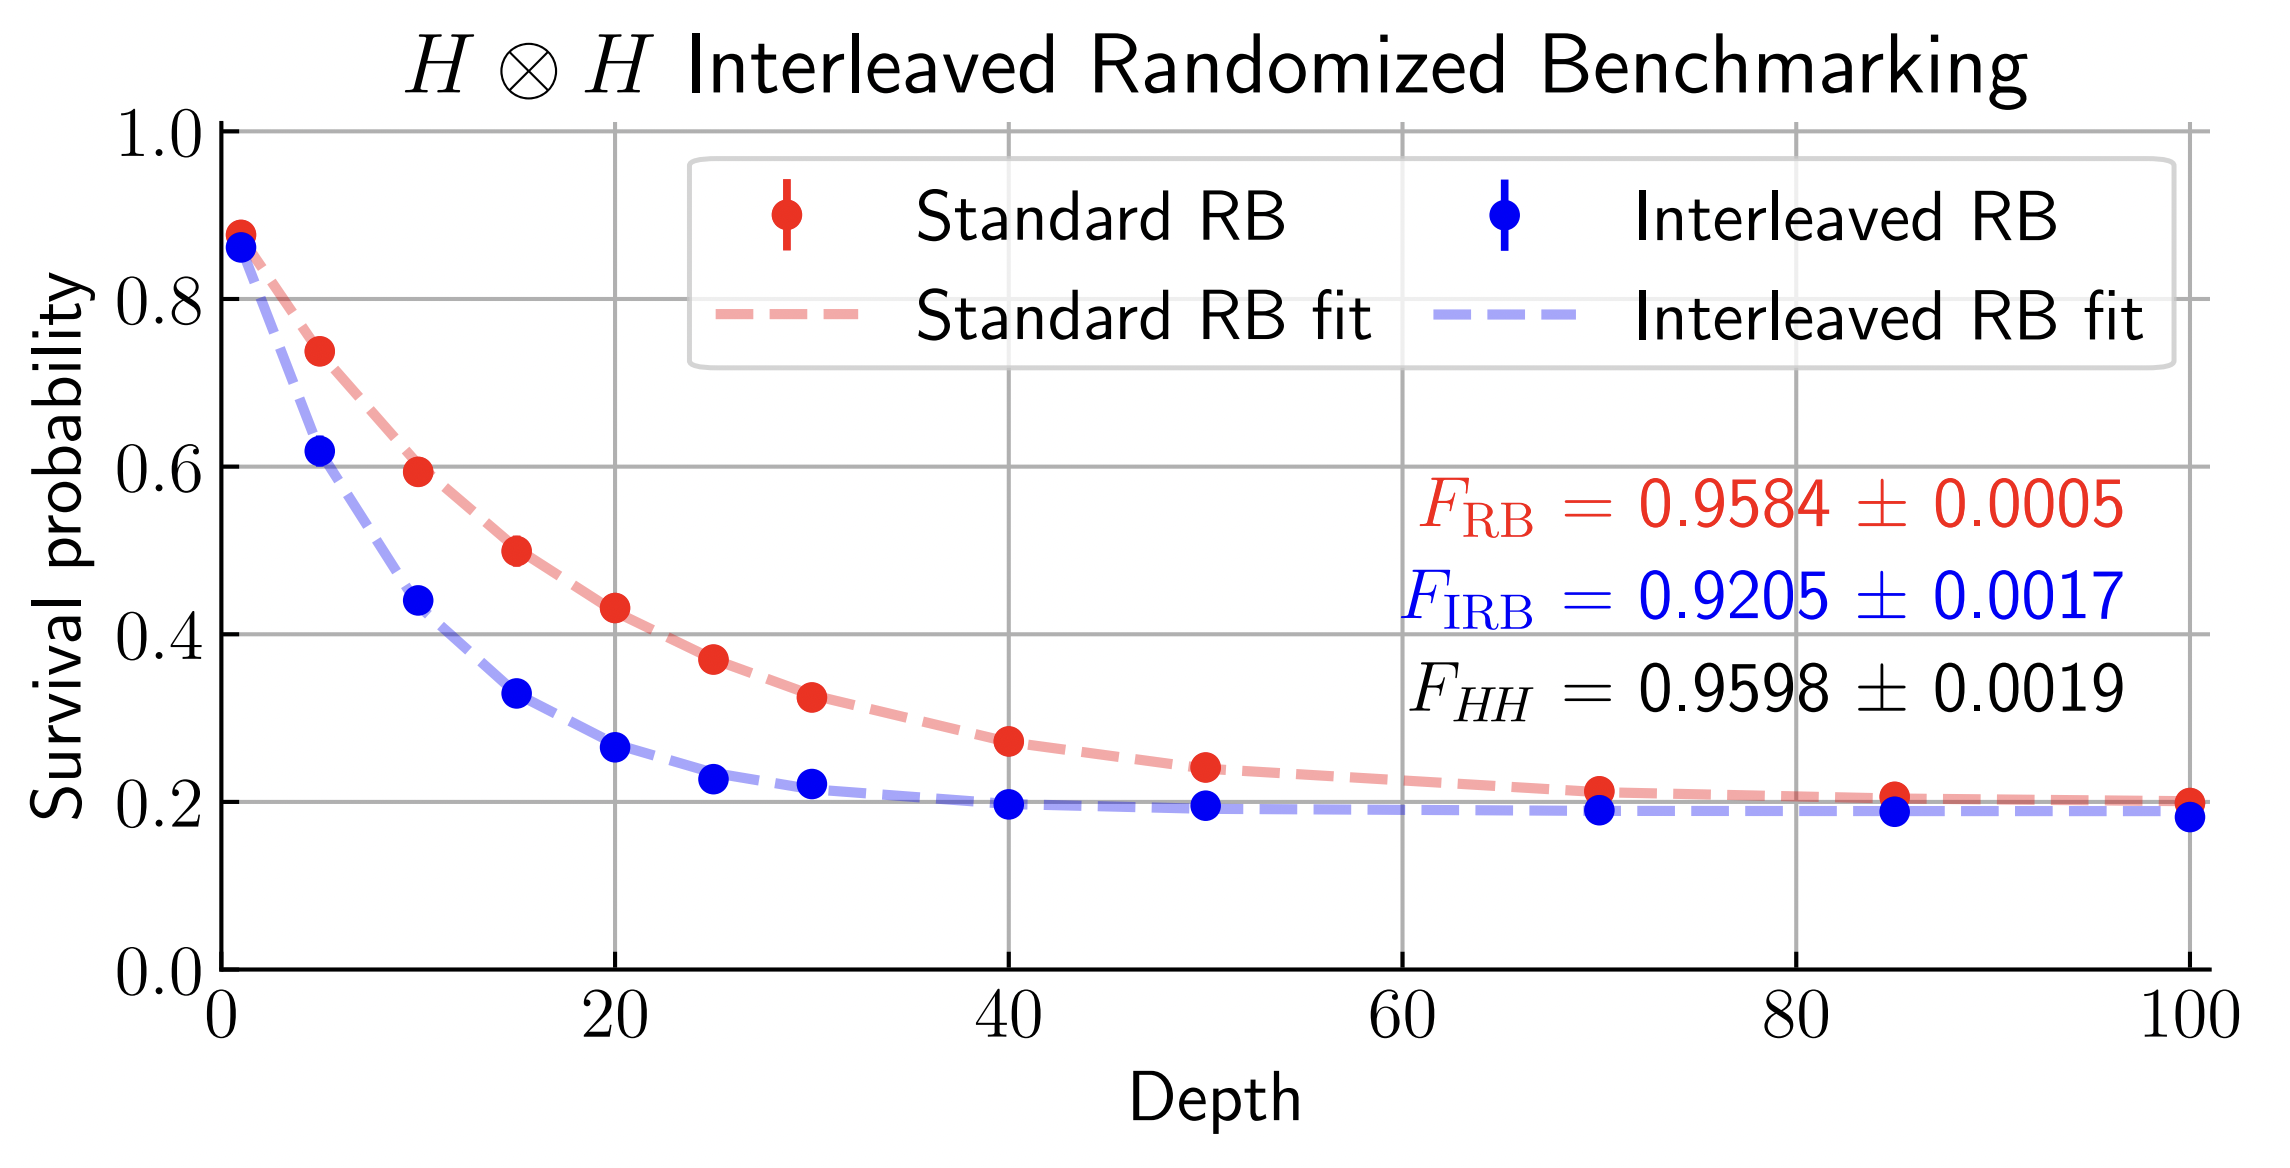 H ⊗ H Interleaved Randomized Benchmarking
Survival probability
1.0
0.8
0.6
0.4
0.2
0.0
Standard RB
Standard RB fit
Interleaved RB
Interleaved RB fit
F_RB = 0.9584 ± 0.0005
F_IRB = 0.9205 ± 0.0017
F_HH = 0.9598 ± 0.0019
0 20 40 60 80 100
Depth